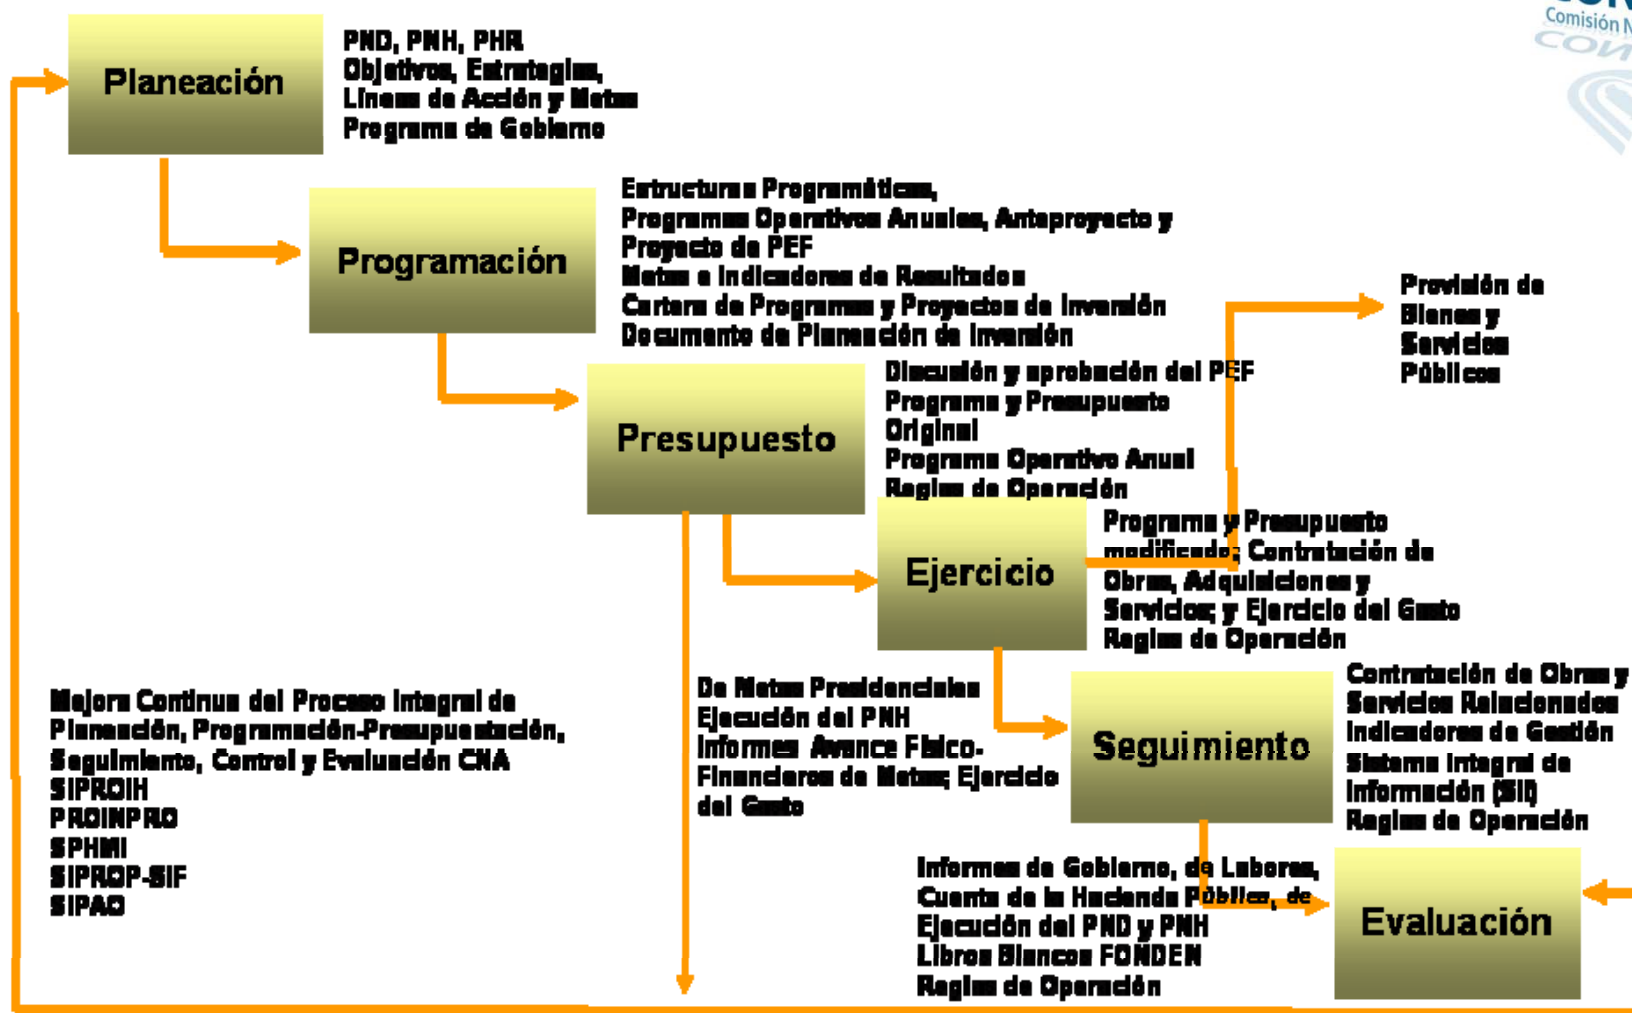 Comisión N
Planeación
PND, PNH, PHR
Objetivos, Estrategias,
Líneas de Acción y Metas
Programa de Gobierno
Programación
Estructuras Programáticas,
Programas Operativos Anuales, Anteproyecto y
Proyecto de PEF
Metas e Indicadores de Resultados
Cartera de Programas y Proyectos de Inversión
Documento de Planeación de Inversión
Provisión de
Bienes y
Servicios
Públicos
Presupuesto
Discusión y aprobación del PEF
Programa y Presupuesto
Original
Programa Operativo Anual
Reglas de Operación
Ejercicio
Programa y Presupuesto
modificado; Contratación de
Obras, Adquisiciones y
Servicios; y Ejercicio del Gasto
Reglas de Operación
De Metas Presidenciales
Ejecución del PNH
Informes Avance Físico-
Financieros de Metas; Ejercicio
del Gasto
Seguimiento
Contratación de Obras y
Servicios Relacionados
Indicadores de Gestión
Sistema Integral de
Información (SII)
Reglas de Operación
Mejora Continua del Proceso Integral de
Planeación, Programación-Presupuestación,
Seguimiento, Control y Evaluación CNA
SIPROIH
PROINPRO
SPHMI
SIPROP-SIF
SIPAO
Informes de Gobierno, de Labores,
Cuenta de la Hacienda Pública, de
Ejecución del PND y PNH
Libros Blancos FONDEN
Reglas de Operación
Evaluación